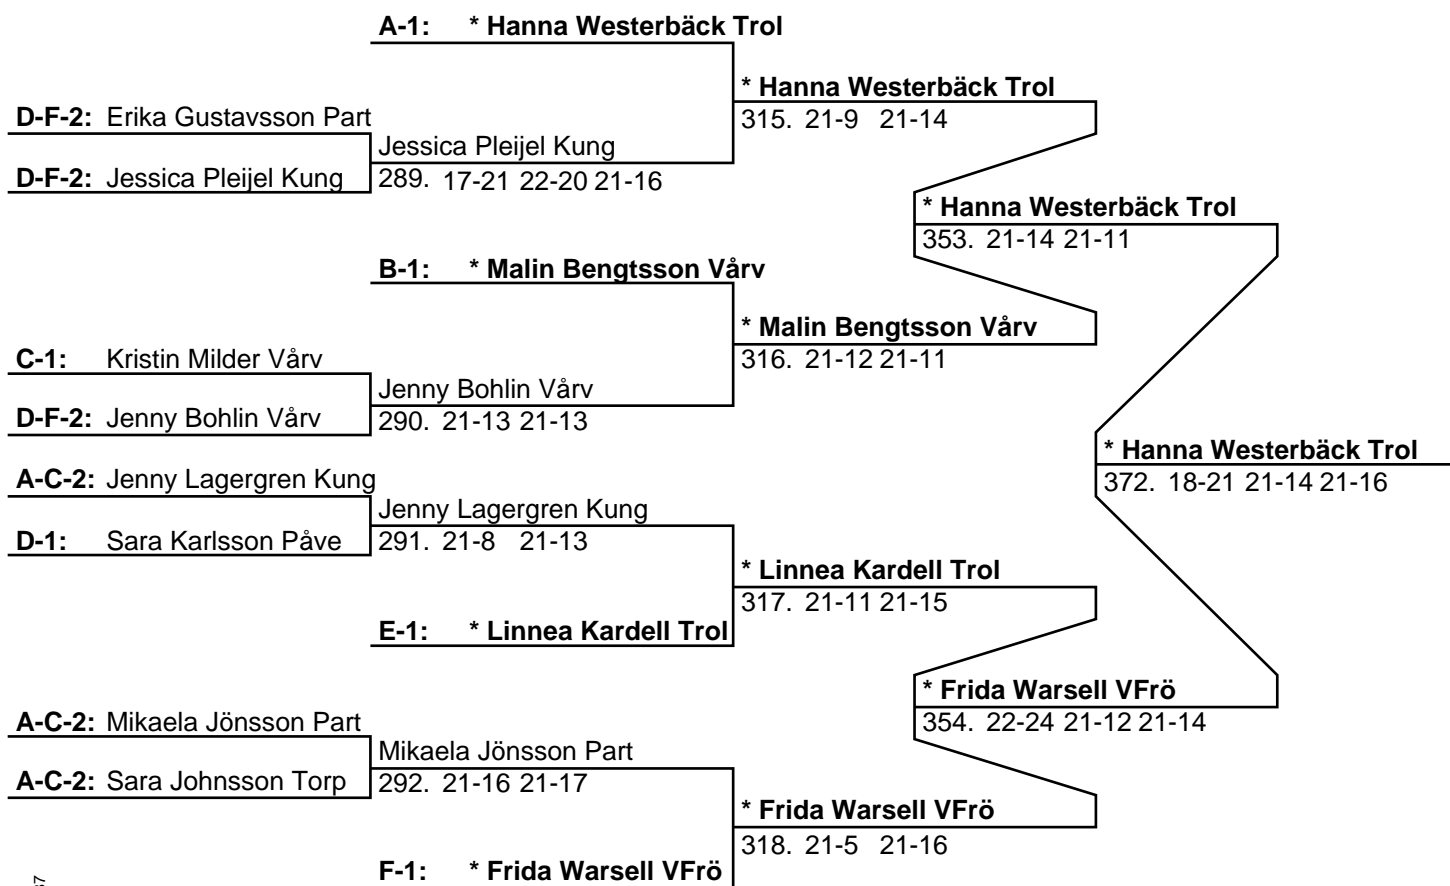 A-1: * Hanna Westerbäck Trol
* Hanna Westerbäck Trol
D-F-2: Erika Gustavsson Part
315. 21-9 21-14
Jessica Pleijel Kung
D-F-2: Jessica Pleijel Kung
289. 17-21 22-20 21-16
* Hanna Westerbäck Trol
353. 21-14 21-11
B-1: * Malin Bengtsson Vårv
* Malin Bengtsson Vårv
C-1: Kristin Milder Vårv
316. 21-12 21-11
Jenny Bohlin Vårv
D-F-2: Jenny Bohlin Vårv
290. 21-13 21-13
* Hanna Westerbäck Trol
372. 18-21 21-14 21-16
A-C-2: Jenny Lagergren Kung
Jenny Lagergren Kung
D-1: Sara Karlsson Påve
291. 21-8 21-13
* Linnea Kardell Trol
317. 21-11 21-15
E-1: * Linnea Kardell Trol
* Frida Warsell VFrö
354. 22-24 21-12 21-14
A-C-2: Mikaela Jönsson Part
Mikaela Jönsson Part
A-C-2: Sara Johnsson Torp
292. 21-16 21-17
* Frida Warsell VFrö
318. 21-5 21-16
F-1: * Frida Warsell VFrö